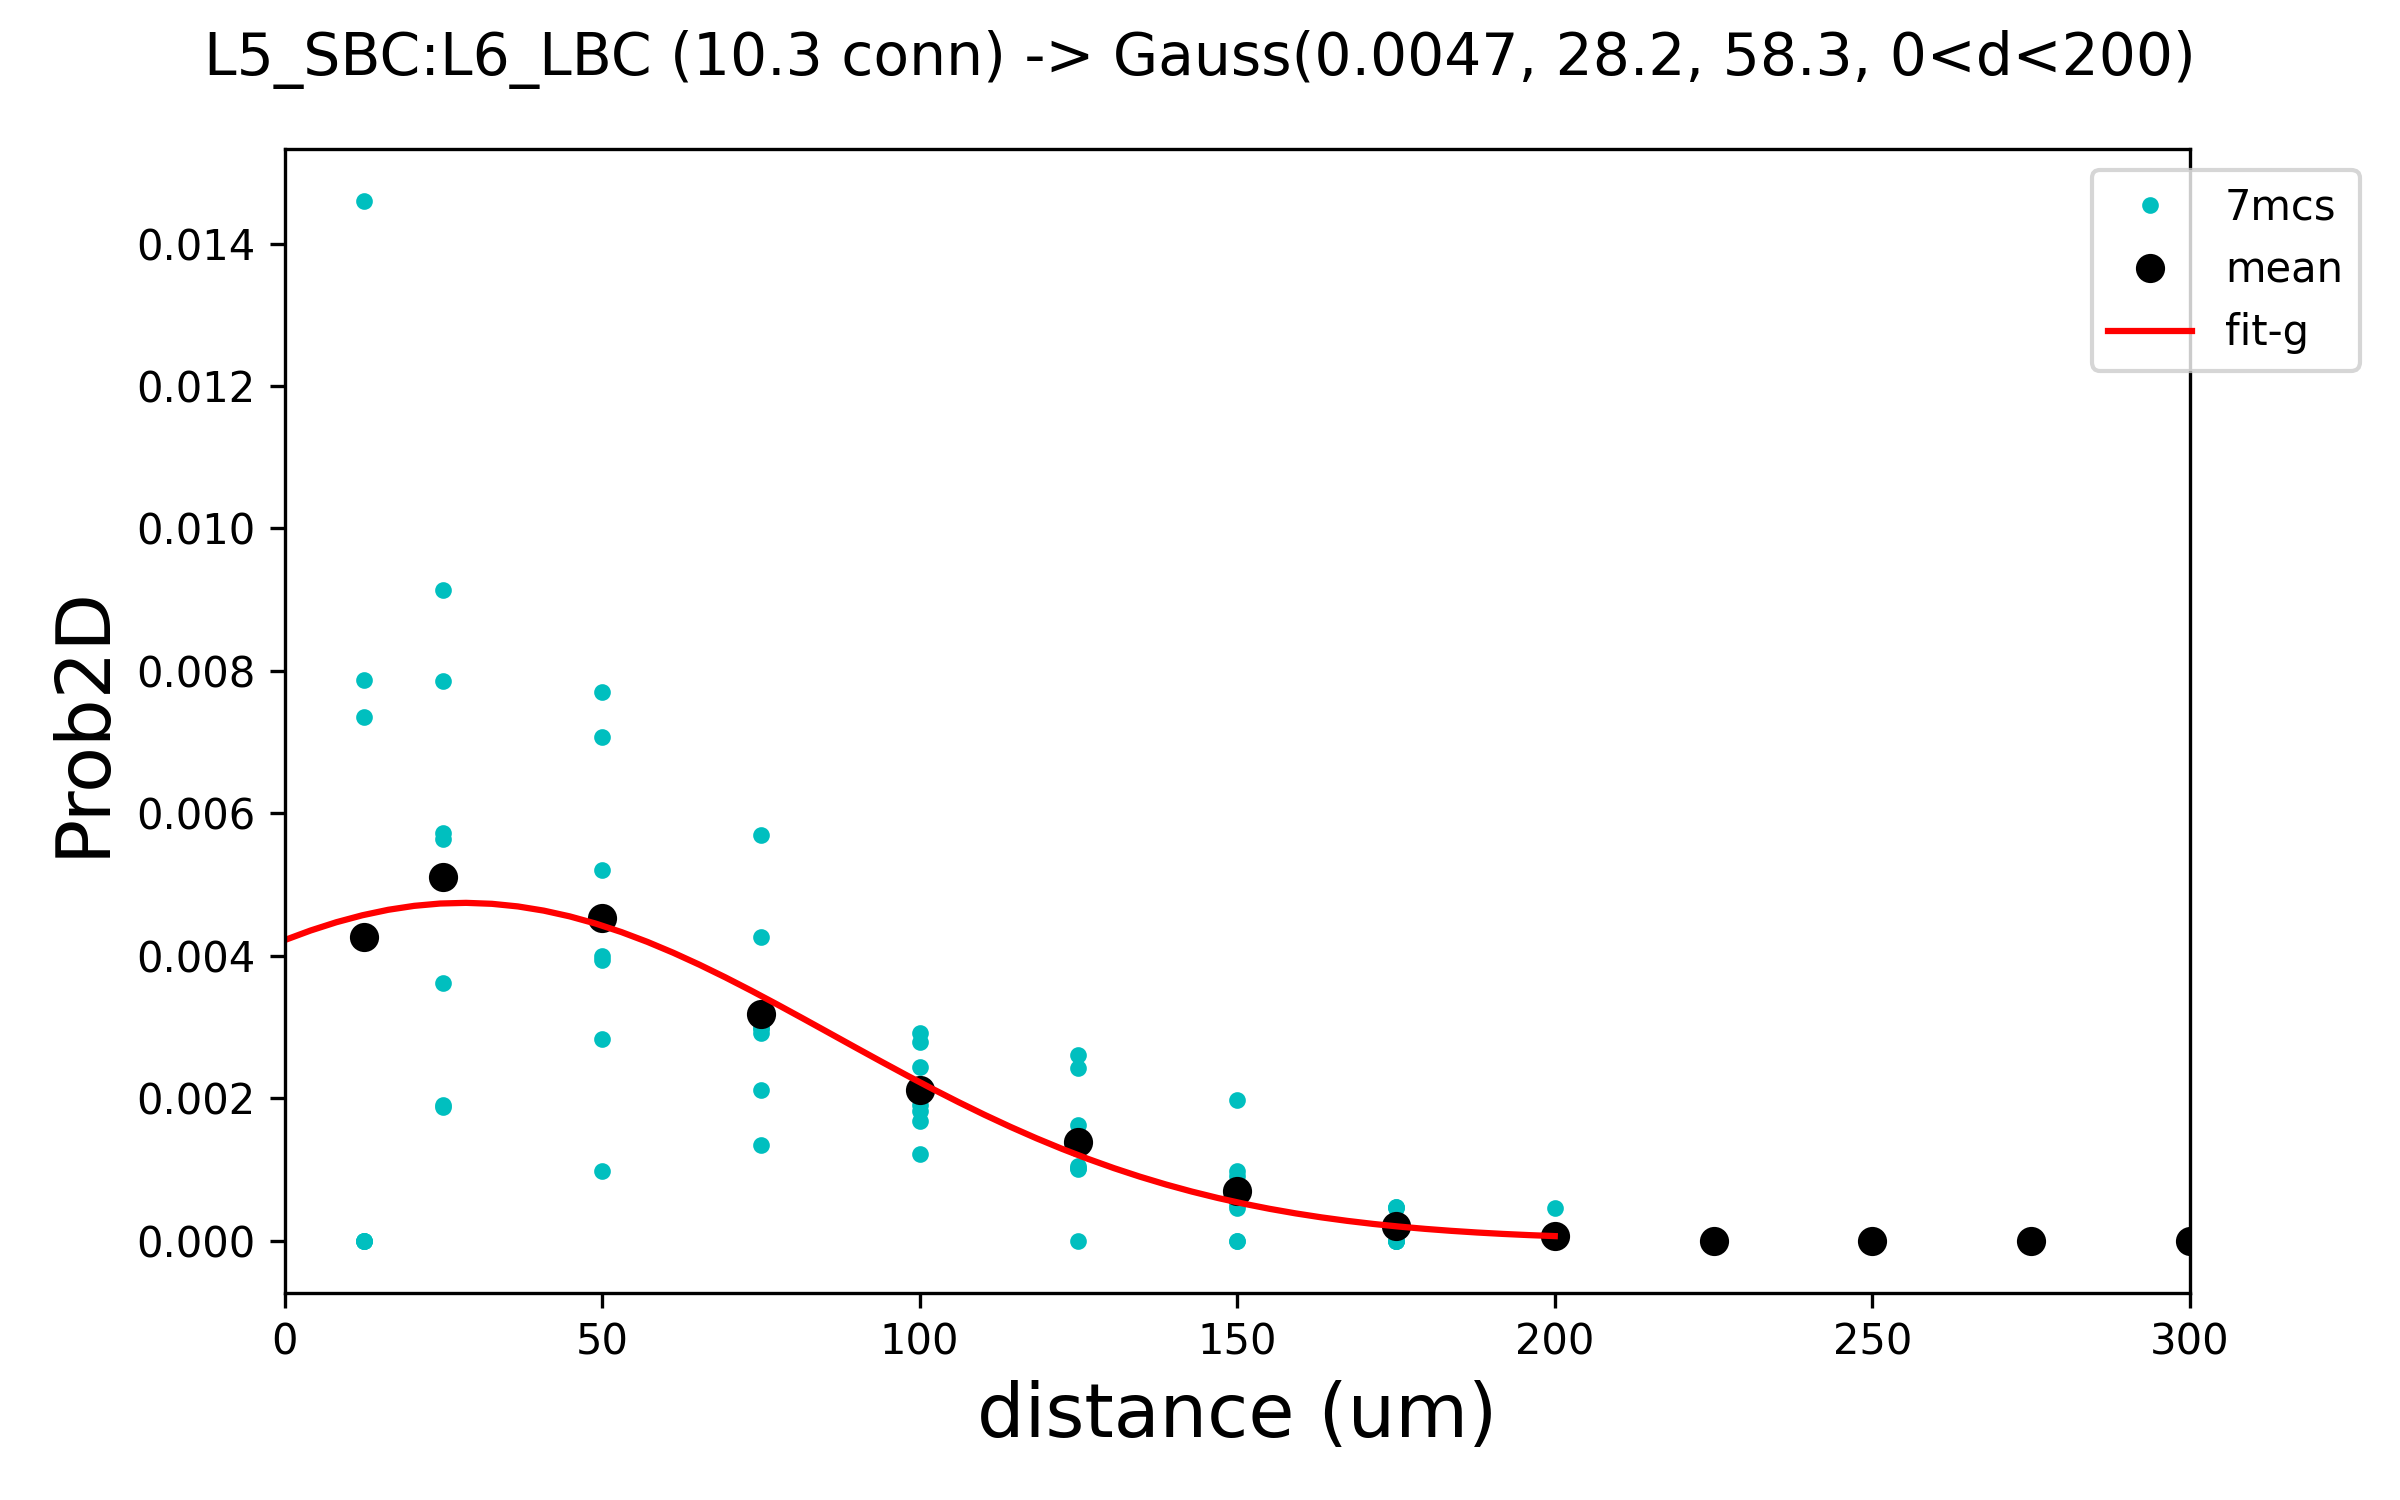 L5_SBC:L6_LBC (10.3 conn) -> Gauss(0.0047, 28.2, 58.3, 0<d<200)
7mcs
mean
fit-g
0.014
0.012
0.010
0.008
0.006
0.004
0.002
0.000
Prob2D
0 50 100 150 200 250 300
distance (um)